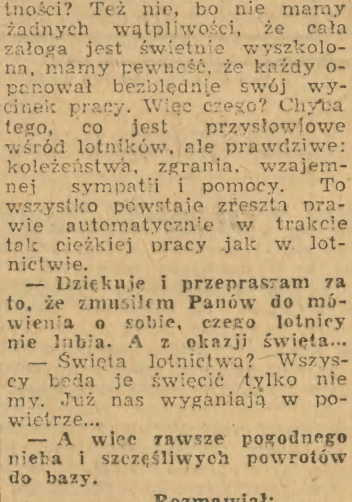 tności? Też nie, bo nie mamy
żadnych wątpliwości, że cała
załoga jest świetnie wyszkolo-
na, mamy pewność, że każdy o-
panował bezbłędnie swój wy-
cinek pracy. Więc czego? Chyba
tego, co jest przysłowiowe
wśród lotników, ale prawdziwe:
koleżeństwa, zgrania, wzajem-
nej sympatii i pomocy. To
wszystko powstaje zresztą pra-
wie automatycznie w trakcie
tak ciężkiej pracy jak w lot-
nictwie.
— Dziękuję i przepraszam za
to, że zmusiłem Panów do mó-
wienia o sobie, czego lotnicy
nie lubią. A z okazji święta...
— Święta lotnictwa? Wszys-
cy będą je święcić tylko nie
my. Już nas wyganiają w po-
wietrze...
— A więc zawsze pogodnego
nieba i szczęśliwych powrotów
do bazy.
Rozmawiał: